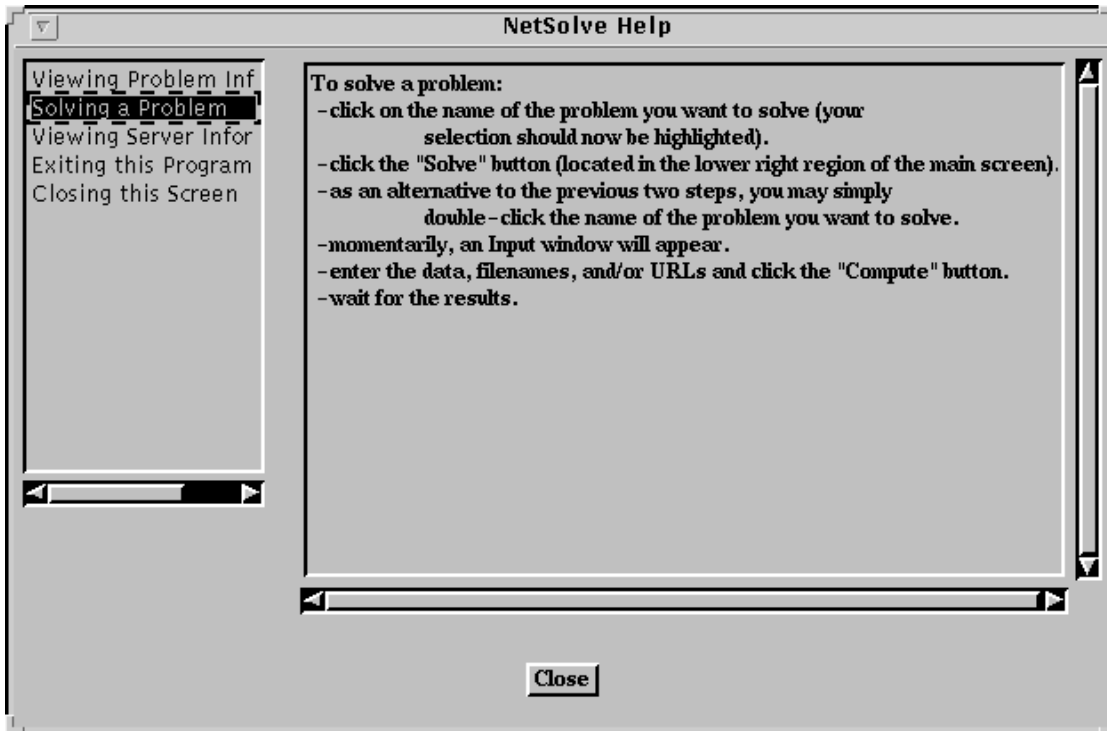 NetSolve Help
Viewing Problem Inf
Solving a Problem
Viewing Server Infor
Exiting this Program
Closing this Screen
To solve a problem:
-click on the name of the problem you want to solve (your
selection should now be highlighted).
-click the "Solve" button (located in the lower right region of the main screen).
-as an alternative to the previous two steps, you may simply
double-click the name of the problem you want to solve.
-momentarily, an Input window will appear.
-enter the data, filenames, and/or URLs and click the "Compute" button.
-wait for the results.
Close